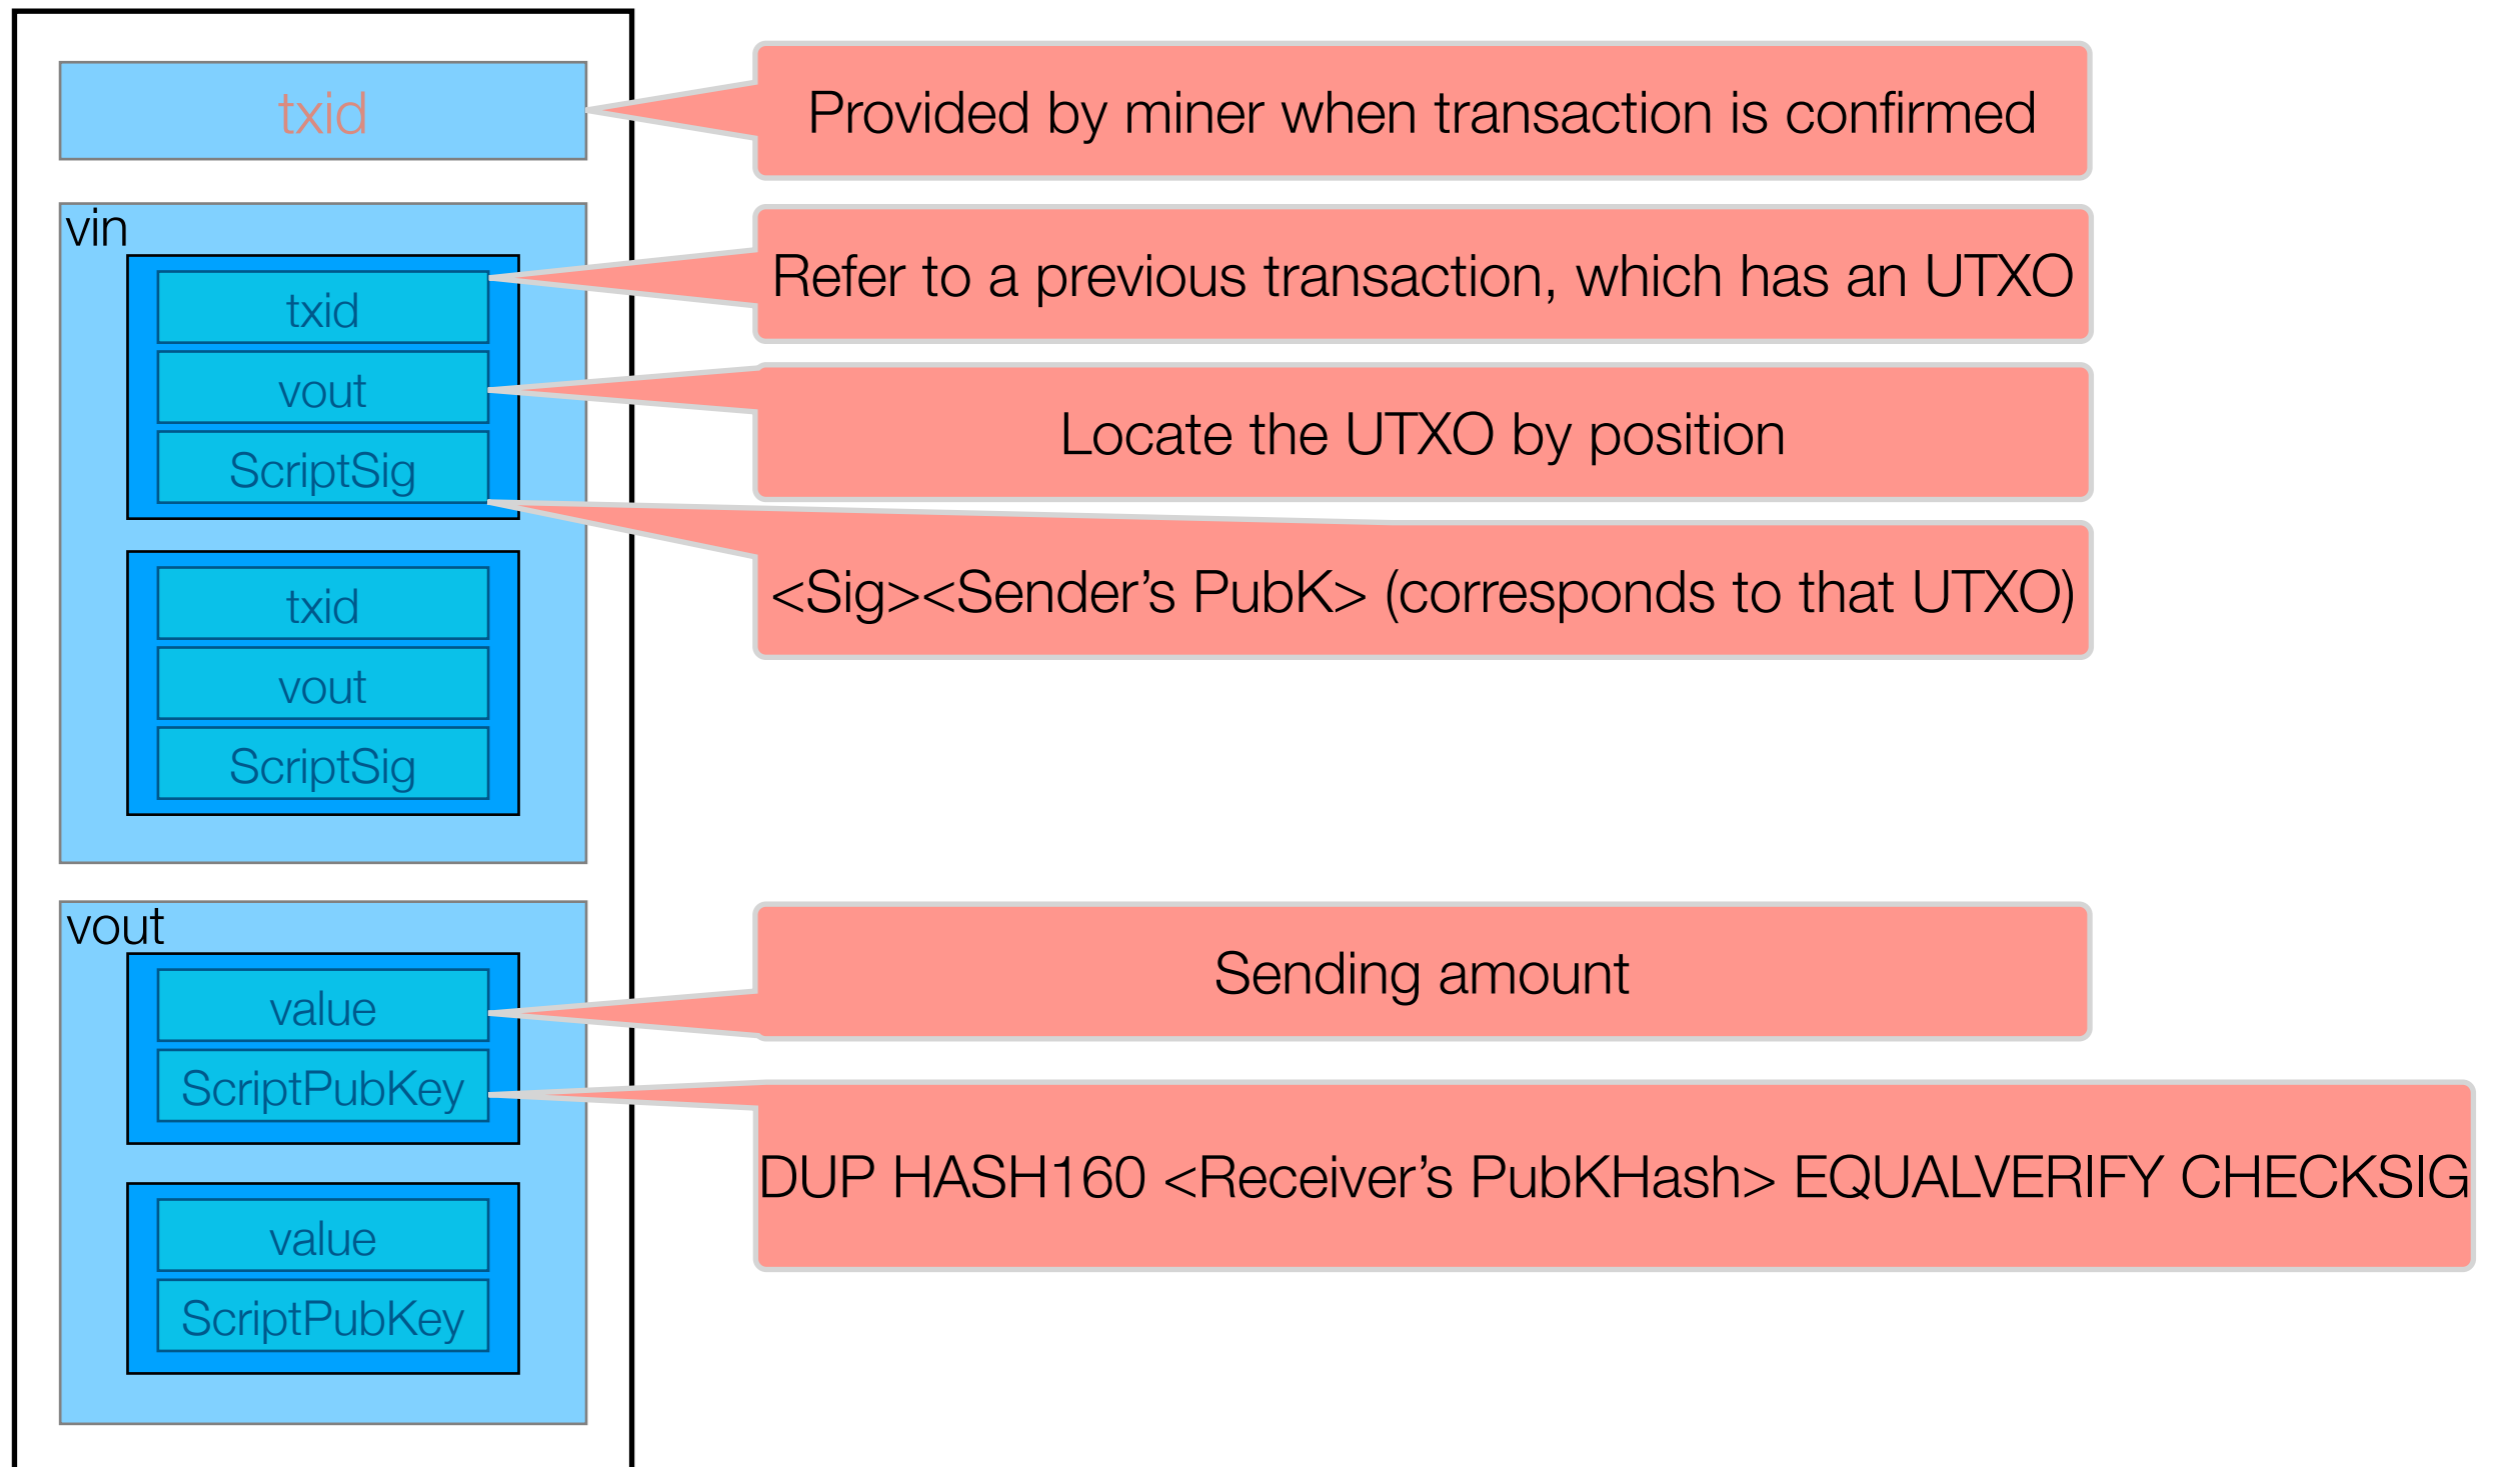 txid
Provided by miner when transaction is confirmed
vin
txid
Refer to a previous transaction, which has an UTXO
vout
Locate the UTXO by position
ScriptSig
<Sig><Sender’s PubK> (corresponds to that UTXO)
txid
vout
ScriptSig
vout
value
Sending amount
ScriptPubKey
DUP HASH160 <Receiver’s PubKHash> EQUALVERIFY CHECKSIG
value
ScriptPubKey